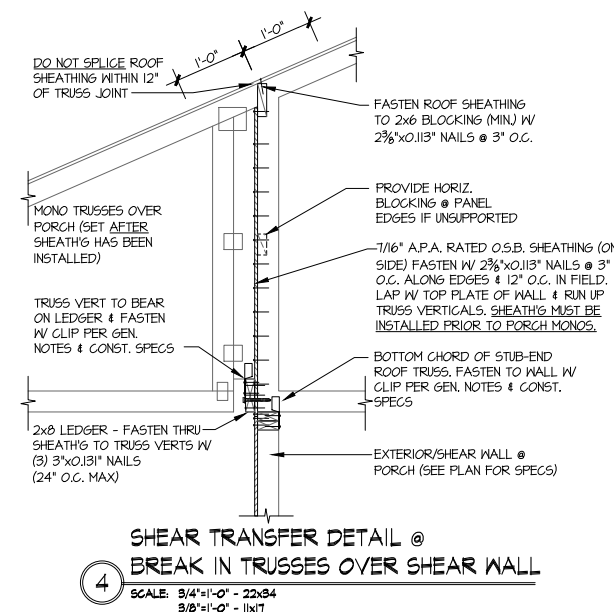 1'-0"
1'-0"
DO NOT SPLICE ROOF
SHEATHING WITHIN 12"
OF TRUSS JOINT
FASTEN ROOF SHEATHING
TO 2x6 BLOCKING (MIN.) W/
2⅜"x0.113" NAILS @ 3" O.C.
PROVIDE HORIZ.
BLOCKING @ PANEL
EDGES IF UNSUPPORTED
MONO TRUSSES OVER
PORCH (SET AFTER
SHEATH'G HAS BEEN
INSTALLED)
7/16" A.P.A. RATED O.S.B. SHEATHING (ON
SIDE) FASTEN W/ 2⅜"x0.113" NAILS @ 3"
O.C. ALONG EDGES & 12" O.C. IN FIELD.
LAP W/ TOP PLATE OF WALL & RUN UP
TRUSS VERTICALS. SHEATH'G MUST BE
INSTALLED PRIOR TO PORCH MONOS.
TRUSS VERT TO BEAR
ON LEDGER & FASTEN
W/ CLIP PER GEN.
NOTES & CONST. SPECS
BOTTOM CHORD OF STUB-END
ROOF TRUSS. FASTEN TO WALL W/
CLIP PER GEN. NOTES & CONST.
SPECS
2x8 LEDGER - FASTEN THRU
SHEATH'G TO TRUSS VERTS W/
(3) 3"x0.131" NAILS
(24" O.C. MAX)
EXTERIOR/SHEAR WALL @
PORCH (SEE PLAN FOR SPECS)
SHEAR TRANSFER DETAIL @
BREAK IN TRUSSES OVER SHEAR WALL
4
SCALE: 3/4"=1'-0" - 22x34
3/8"=1'-0" - 11x17